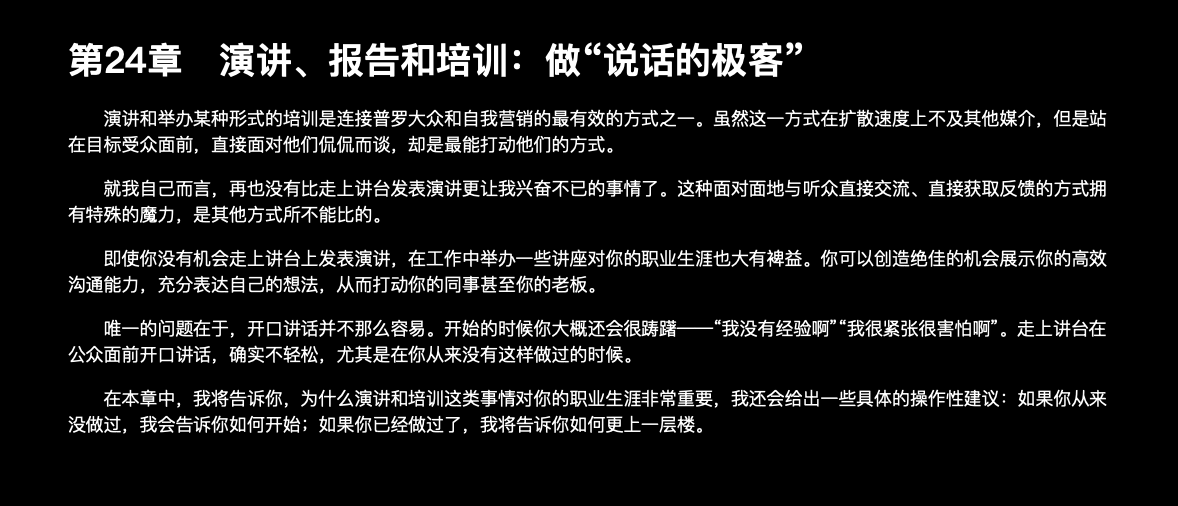 第24章　演讲、报告和培训：做“说话的极客”
演讲和举办某种形式的培训是连接普罗大众和自我营销的最有效的方式之一。虽然这一方式在扩散速度上不及其他媒介，但是站
在目标受众面前，直接面对他们侃侃而谈，却是最能打动他们的方式。
就我自己而言，再也没有比走上讲台发表演讲更让我兴奋不已的事情了。这种面对面地与听众直接交流、直接获取反馈的方式拥
有特殊的魔力，是其他方式所不能比的。
即使你没有机会走上讲台上发表演讲，在工作中举办一些讲座对你的职业生涯也大有裨益。你可以创造绝佳的机会展示你的高效
沟通能力，充分表达自己的想法，从而打动你的同事甚至你的老板。
唯一的问题在于，开口讲话并不那么容易。开始的时候你大概还会很踌躇——“我没有经验啊”“我很紧张很害怕啊”。走上讲台在
公众面前开口讲话，确实不轻松，尤其是在你从来没有这样做过的时候。
在本章中，我将告诉你，为什么演讲和培训这类事情对你的职业生涯非常重要，我还会给出一些具体的操作性建议：如果你从来
没做过，我会告诉你如何开始；如果你已经做过了，我将告诉你如何更上一层楼。